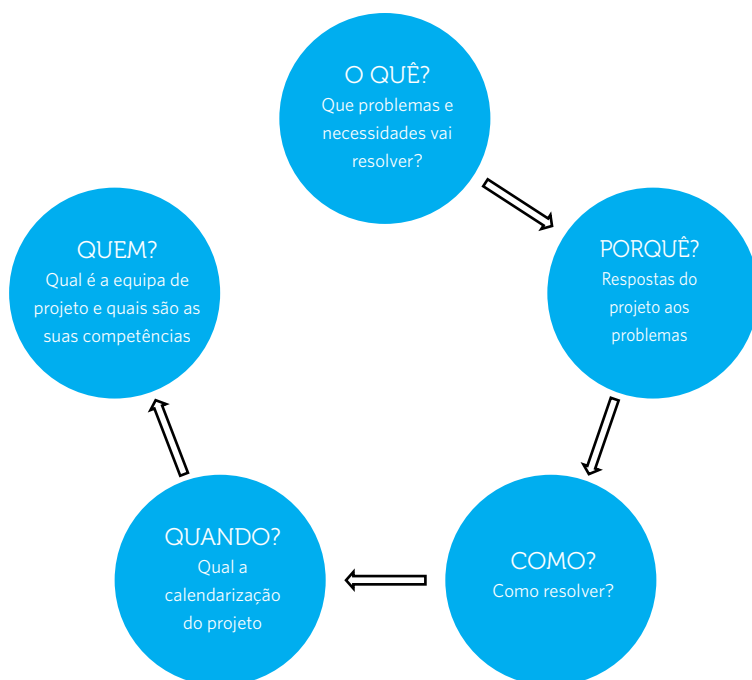 O QUÊ?
Que problemas e
necessidades vai
resolver?
PORQUÊ?
Respostas do
projeto aos
problemas
COMO?
Como resolver?
QUANDO?
Qual a
calendarização
do projeto
QUEM?
Qual é a equipa de
projeto e quais são as
suas competências